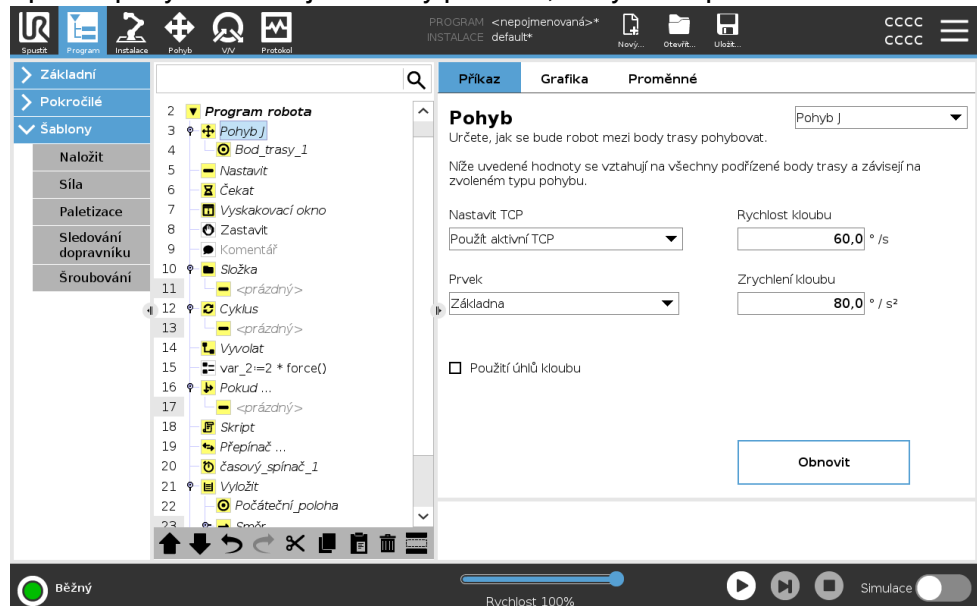 PROGRAM <nepojmenovaná>*
INSTALACE default*
Spustit
Program
Instalace
Pohyb
V/V
Protokol
Nový...
Otevřít...
Uložit...
CCCC
CCCC
Základní
Pokročilé
Šablony
Naložit
Síla
Paletizace
Sledování
dopravníku
Šroubování
2 Program robota
3 Pohyb J
4 Bod_trasy_1
5 Nastavit
6 Čekat
7 Vyskakovací okno
8 Zastavit
9 Komentář
10 Složka
11 <prázdný>
12 Cyklus
13 <prázdný>
14 Vyvolat
15 var_2:=2 * force()
16 Pokud ...
17 <prázdný>
18 Skript
19 Přepínač ...
20 časový_spínač_1
21 Vyložit
22 Počáteční_poloha
23 Směr
Příkaz
Grafika
Proměnné
Pohyb
Pohyb J
Určete, jak se bude robot mezi body trasy pohybovat.
Níže uvedené hodnoty se vztahují na všechny podřízené body trasy a závisejí na
zvoleném typu pohybu.
Nastavit TCP
Rychlost kloubu
Použít aktivní TCP
60,0 ° /s
Prvek
Zrychlení kloubu
Základna
80,0 ° / s²
Použití úhlů kloubu
Obnovit
Běžný
Rychlost 100%
Simulace